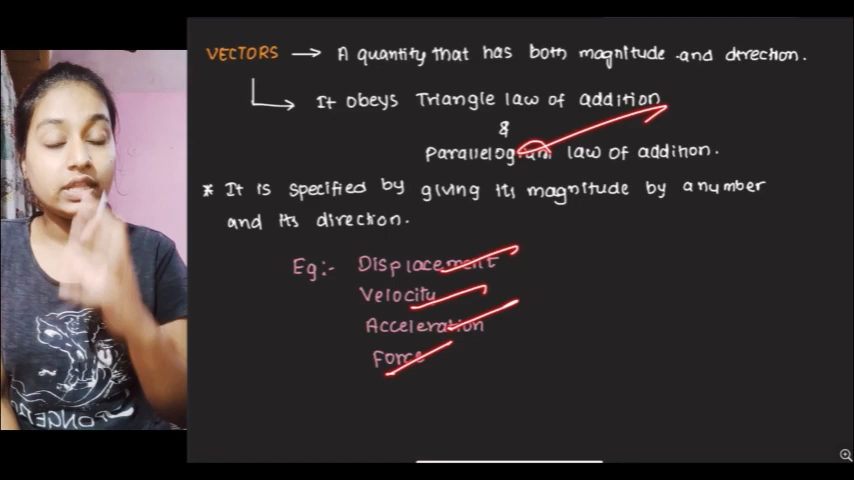 VECTORS → A quantity that has both magnitude and direction.
It obeys Triangle law of addition
&
Parallelogram law of addition.
* It is specified by giving its magnitude by a number
and its direction.
Eg:- Displacement
Velocity
Acceleration
Force